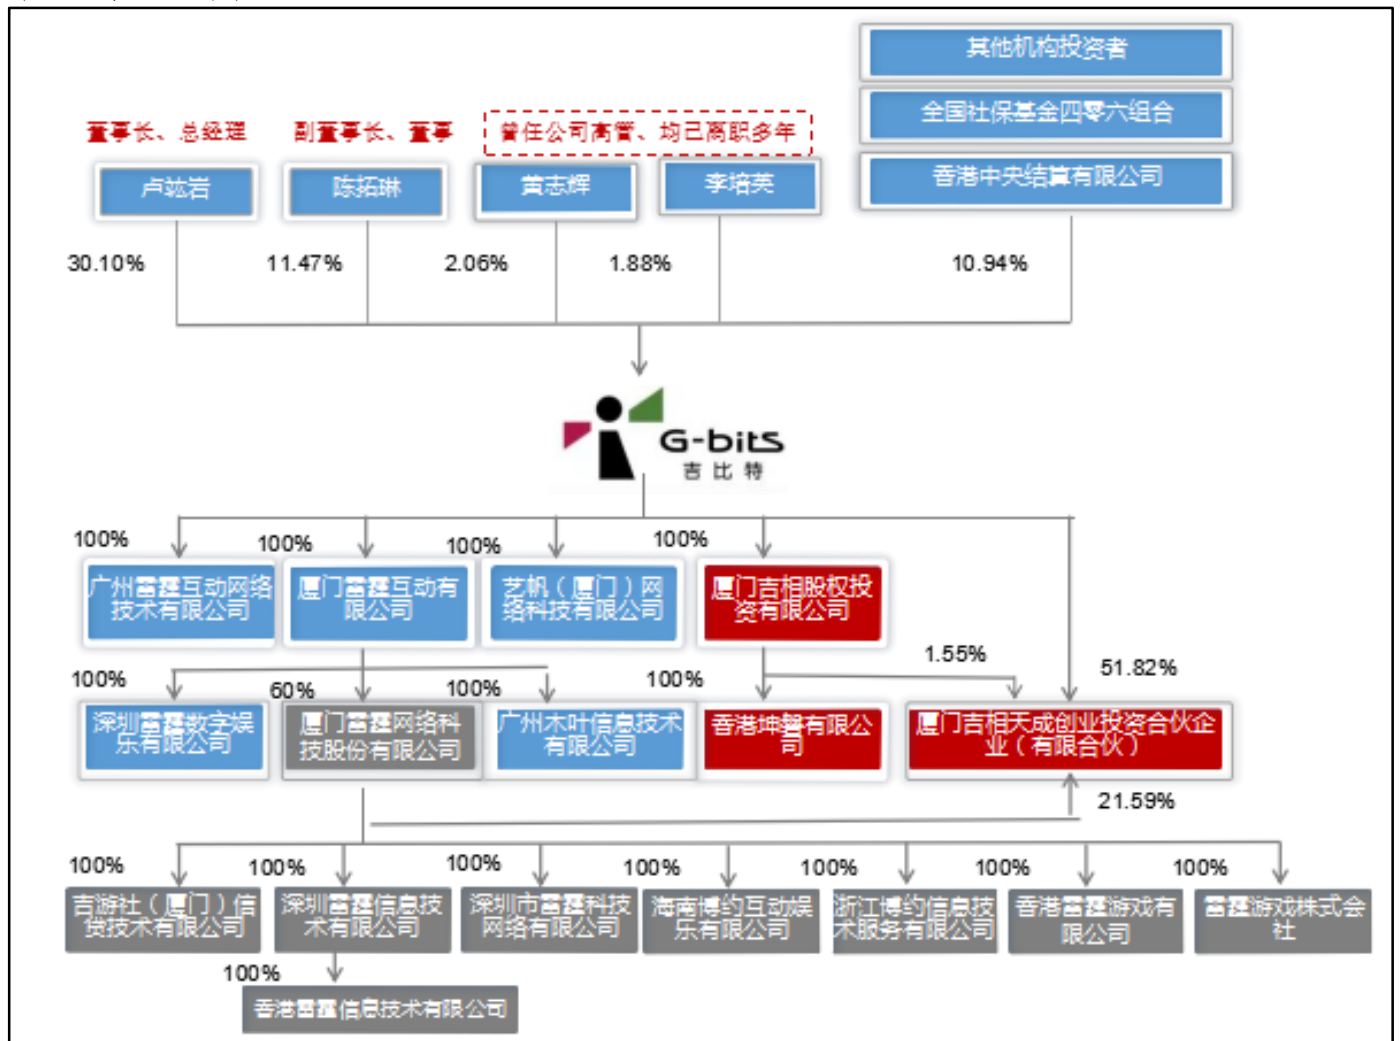 其他机构投资者
全国社保基金四零六组合
香港中央结算有限公司
董事长、总经理
副董事长、董事
曾任公司高管、均已离职多年
卢竑岩
陈拓琳
黄志辉
李培英
30.10%
11.47%
2.06%
1.88%
10.94%
G-bits
吉比特
100%
100%
100%
100%
广州雷霆互动网络
技术有限公司
厦门雷霆互动有
限公司
艺帆（厦门）网
络科技有限公司
厦门吉相股权投
资有限公司
1.55%
51.82%
100%
60%
100%
100%
深圳雷霆数字娱
乐有限公司
厦门雷霆网络科
技股份有限公司
广州木叶信息技术
有限公司
香港坤磐有限公
司
厦门吉相天成创业投资合伙企
业（有限合伙）
21.59%
100%
100%
100%
100%
100%
100%
100%
吉游社（厦门）信
贷技术有限公司
深圳雷霆信息技
术有限公司
深圳市雷霆科技
网络有限公司
海南博约互动娱
乐有限公司
浙江博约信息技
术服务有限公司
香港雷霆游戏有
限公司
雷霆游戏株式会
社
100%
香港雷霆信息技术有限公司